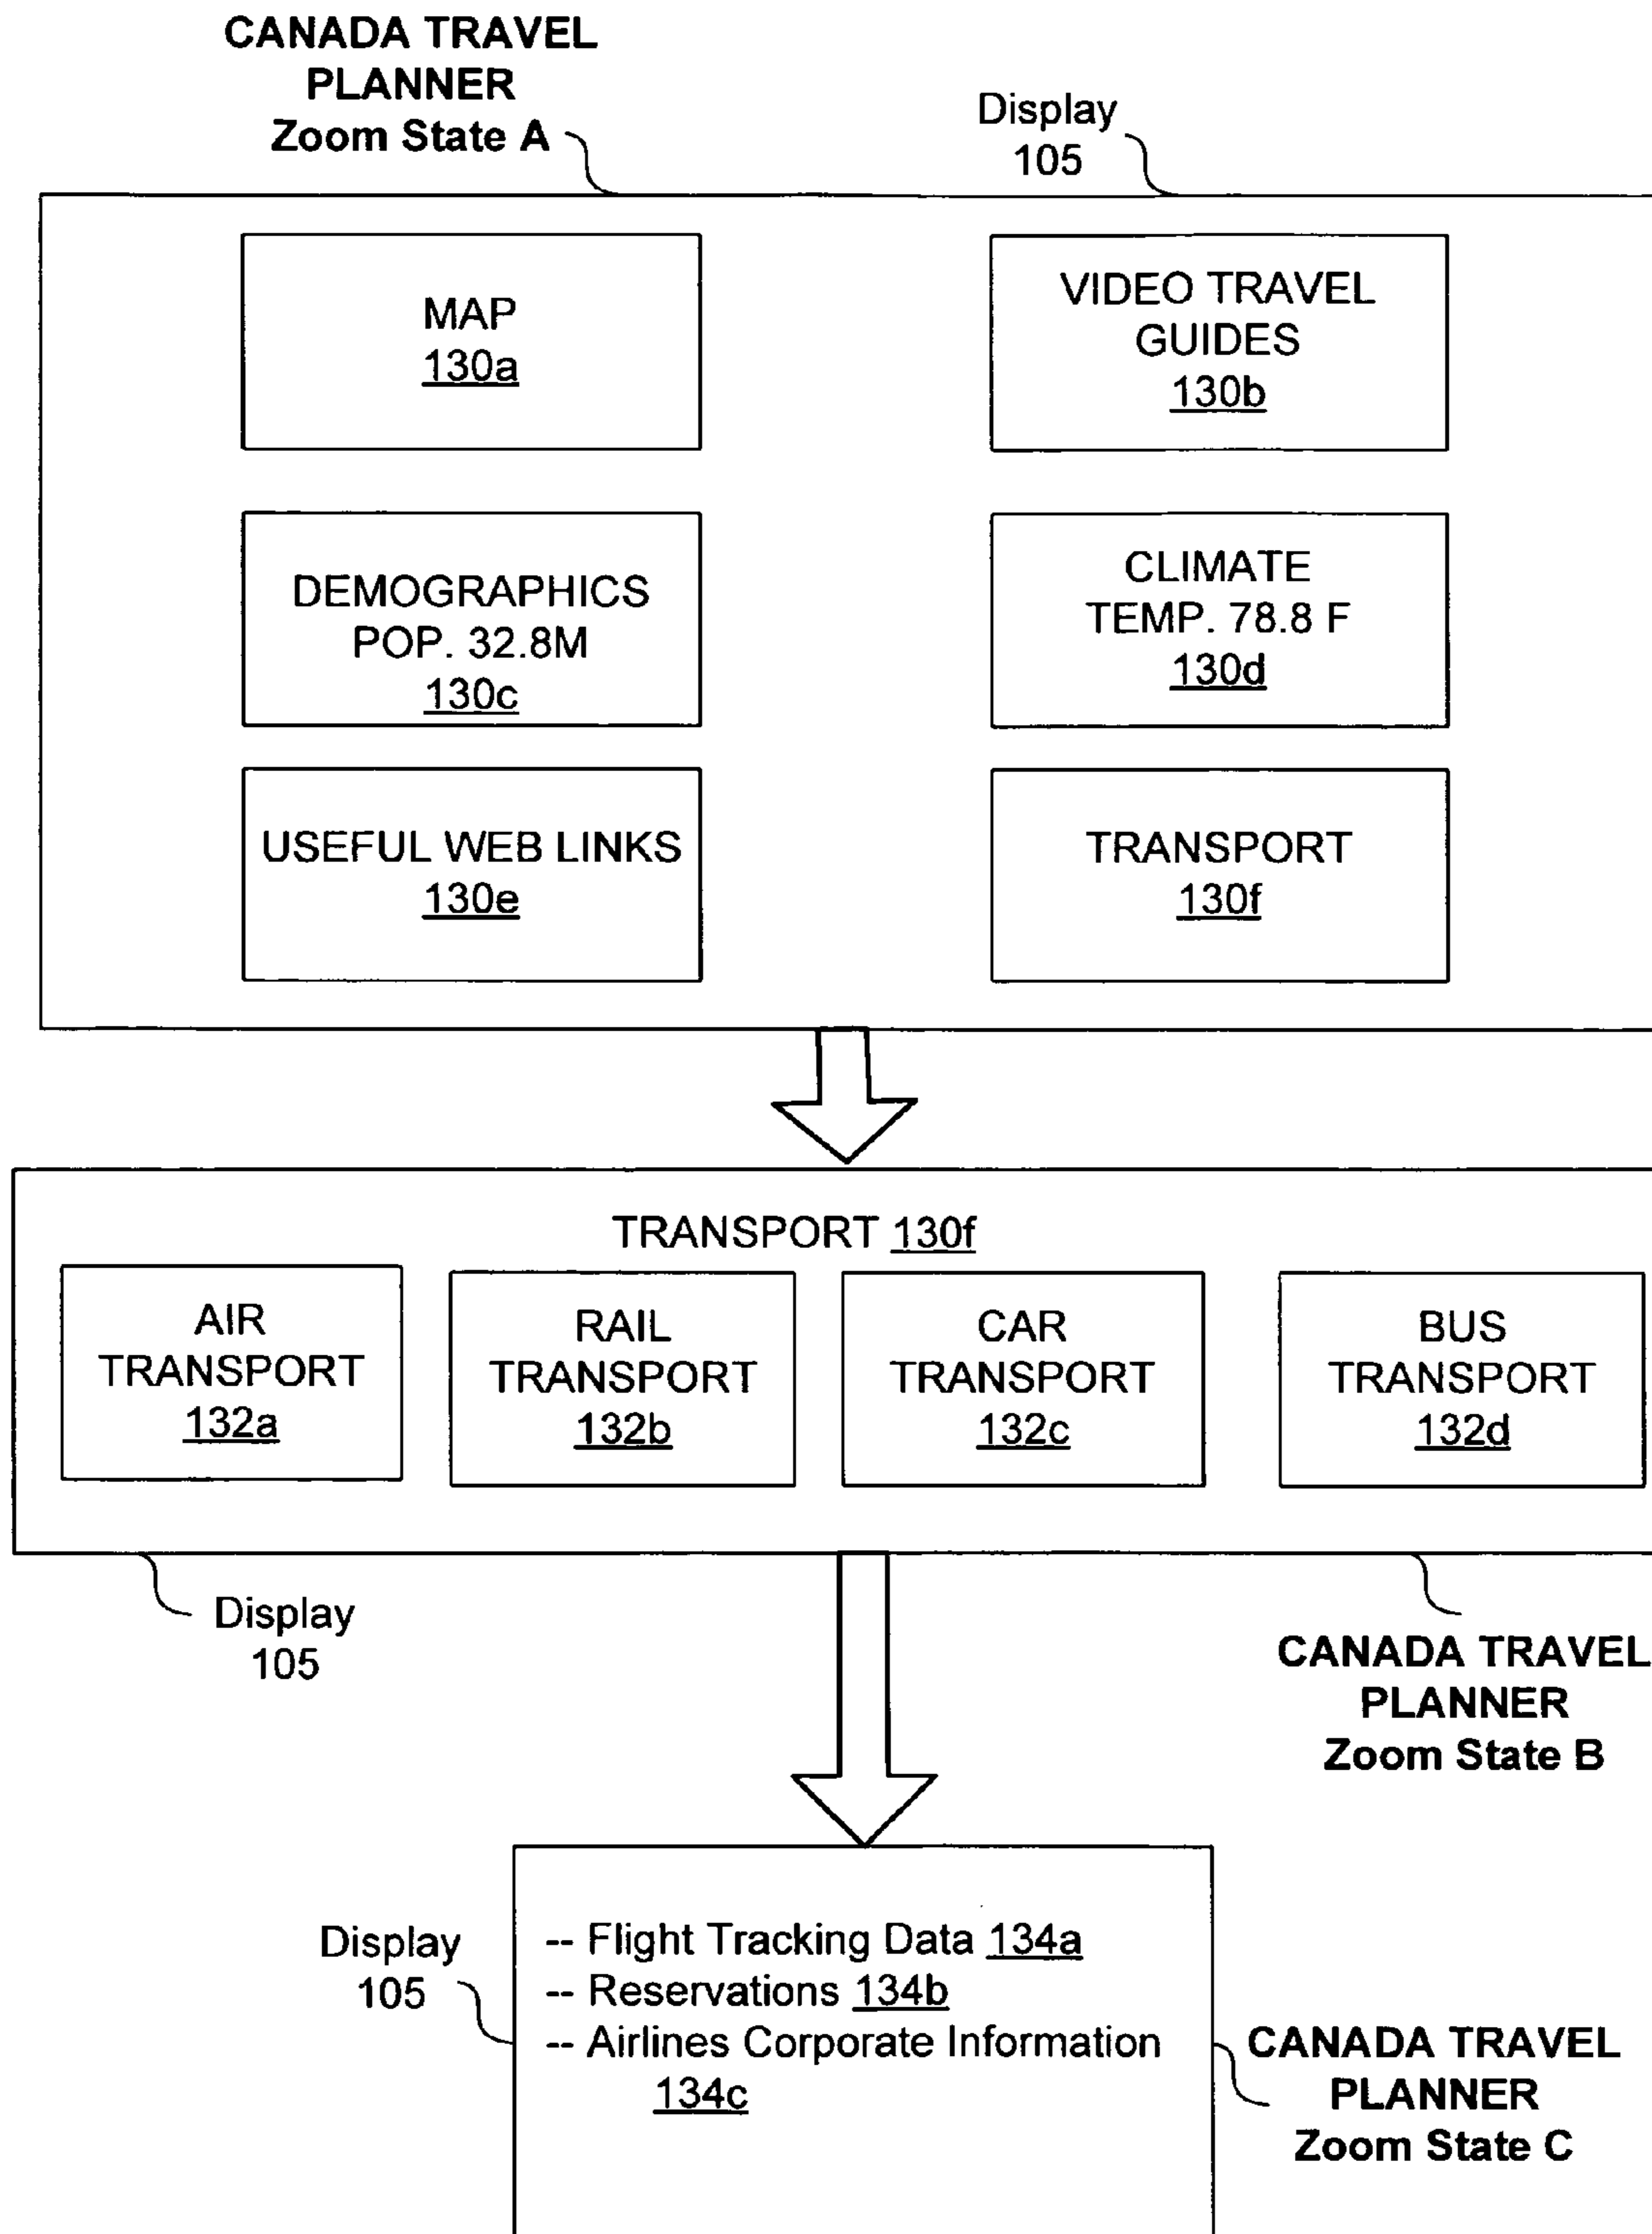 CANADA TRAVEL
PLANNER
Zoom State A
Display
105
MAP
130a
VIDEO TRAVEL
GUIDES
130b
DEMOGRAPHICS
POP. 32.8M
130c
CLIMATE
TEMP. 78.8 F
130d
USEFUL WEB LINKS
130e
TRANSPORT
130f
TRANSPORT 130f
AIR
TRANSPORT
132a
RAIL
TRANSPORT
132b
CAR
TRANSPORT
132c
BUS
TRANSPORT
132d
Display
105
CANADA TRAVEL
PLANNER
Zoom State B
Display
105
-- Flight Tracking Data 134a
-- Reservations 134b
-- Airlines Corporate Information
134c
CANADA TRAVEL
PLANNER
Zoom State C